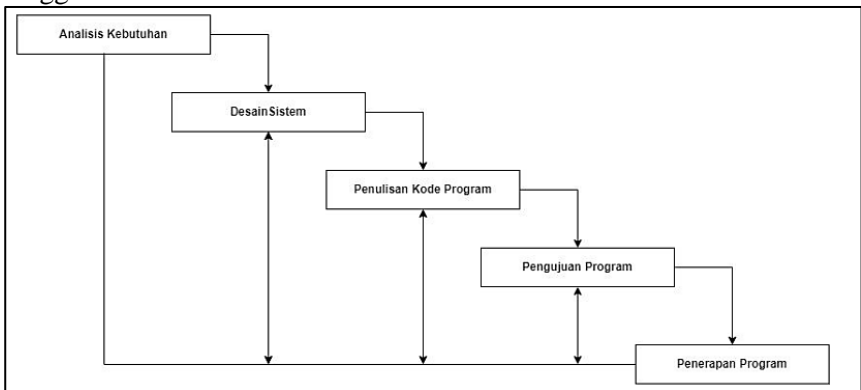 Analisis Kebutuhan
DesainSistem
Penulisan Kode Program
Pengujuan Program
Penerapan Program